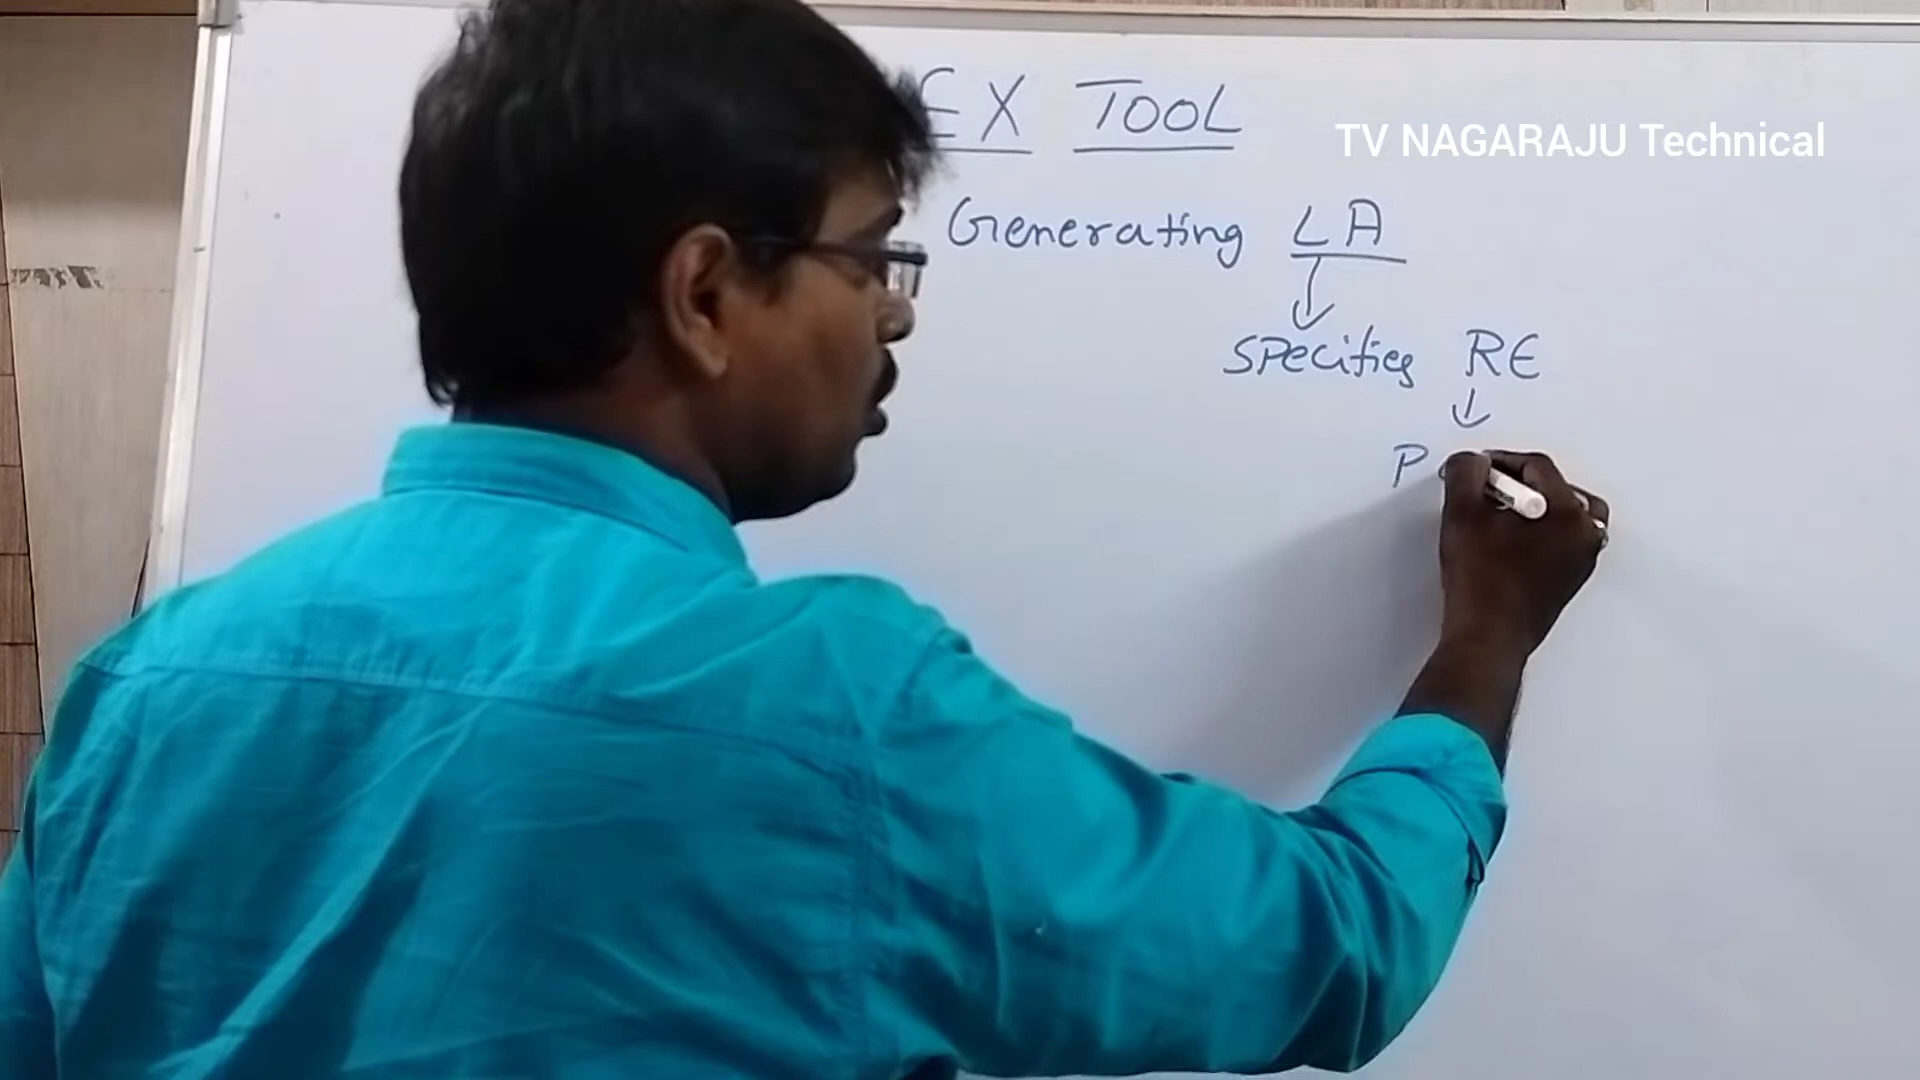 EX TOOL
TV NAGARAJU Technical
Generating LA
Specifies RE
P